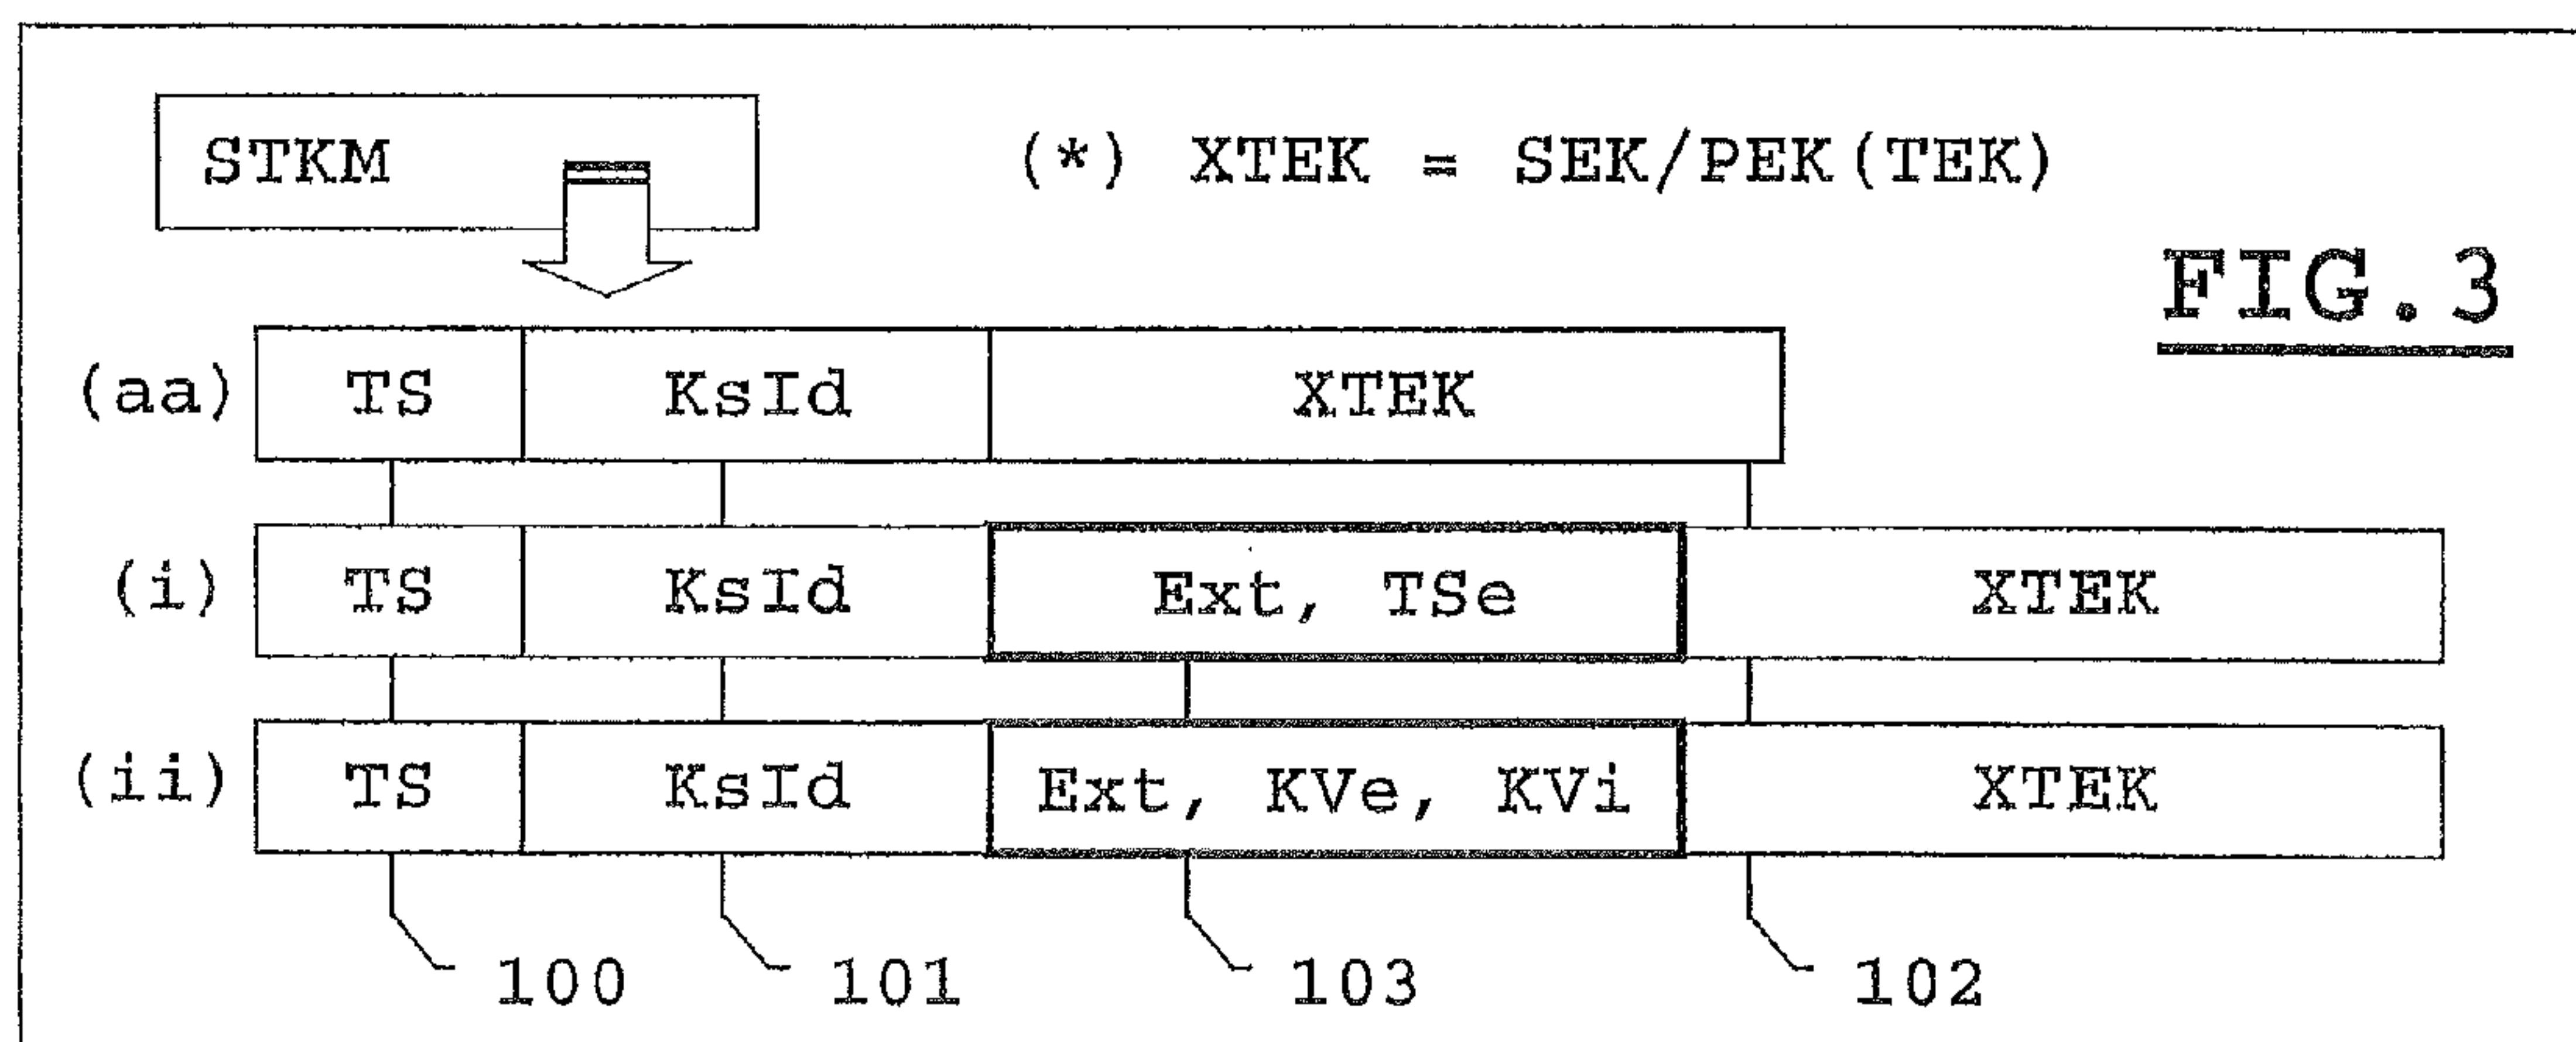 STKM (*) XTEK = SEK/PEK(TEK)
FIG.3
(aa) TS KsId XTEK
(i) TS KsId Ext, TSe XTEK
(ii) TS KsId Ext, KVe, KVi XTEK
100 101 103 102